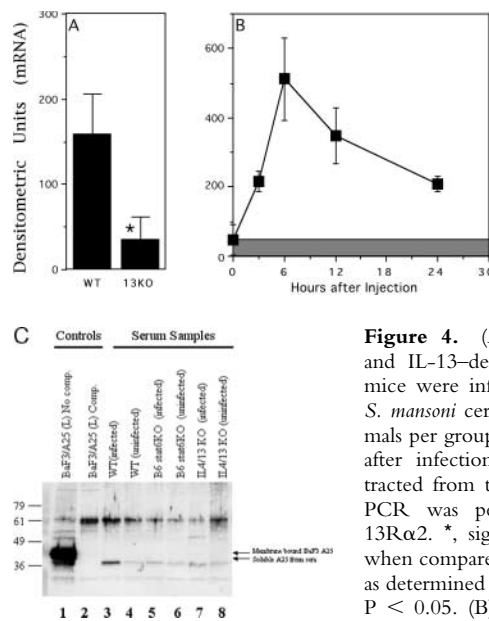 A
B
Densitometric Units (mRNA)
300
200
100
0
*
WT 13KO
600
400
200
0
0 6 12 18 24 30
Hours after Injection
C
Controls Serum Samples
BaF3/A25 (L) No comp.
BaF3/A25 (L) Comp.
WT(infected)
WT (uninfected)
B6 stat6KO (infected)
B6 stat6KO (uninfected)
IL4/13 KO (infected)
IL4/13 KO (uninfected)
79
61
49
36
Membrane bound BaF3 A25
Soluble A25 from sera
1 2 3 4 5 6 7 8
Figure 4. (
and IL-13–de
mice were inf
S. mansoni cer
mals per group
after infection
tracted from t
PCR was po
13Rα2. *, sig
when compare
as determined
P < 0.05. (B)